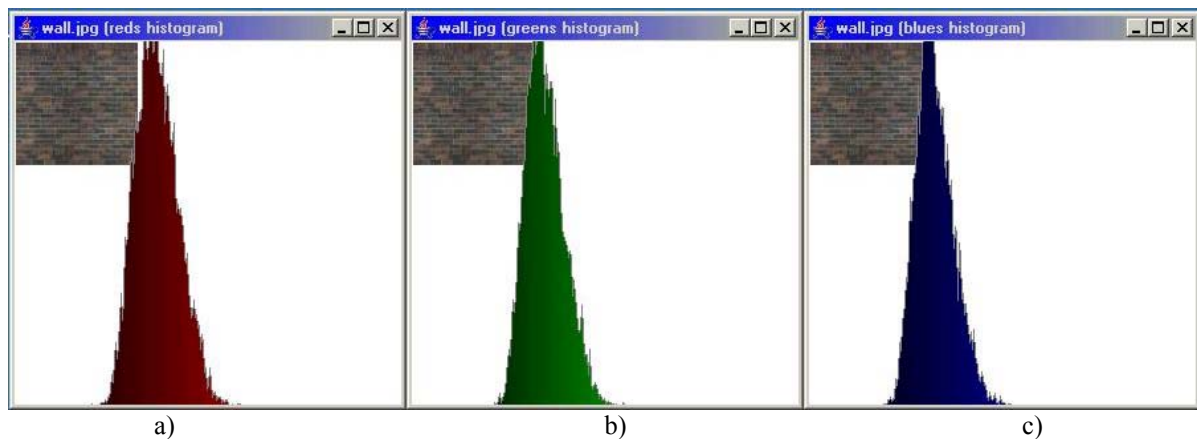 wall.jpg (reds histogram)
wall.jpg (greens histogram)
wall.jpg (blues histogram)
a)
b)
c)